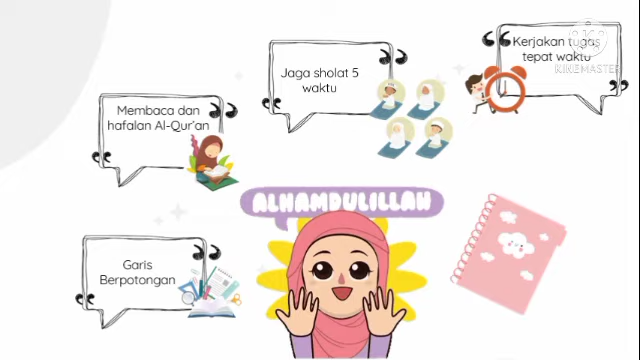 Kerjakan tugas
tepat waktu
KINEMASTER
Jaga sholat 5
waktu
Membaca dan
hafalan Al-Qur'an
ALHAMDULILLAH
Garis
Berpotongan